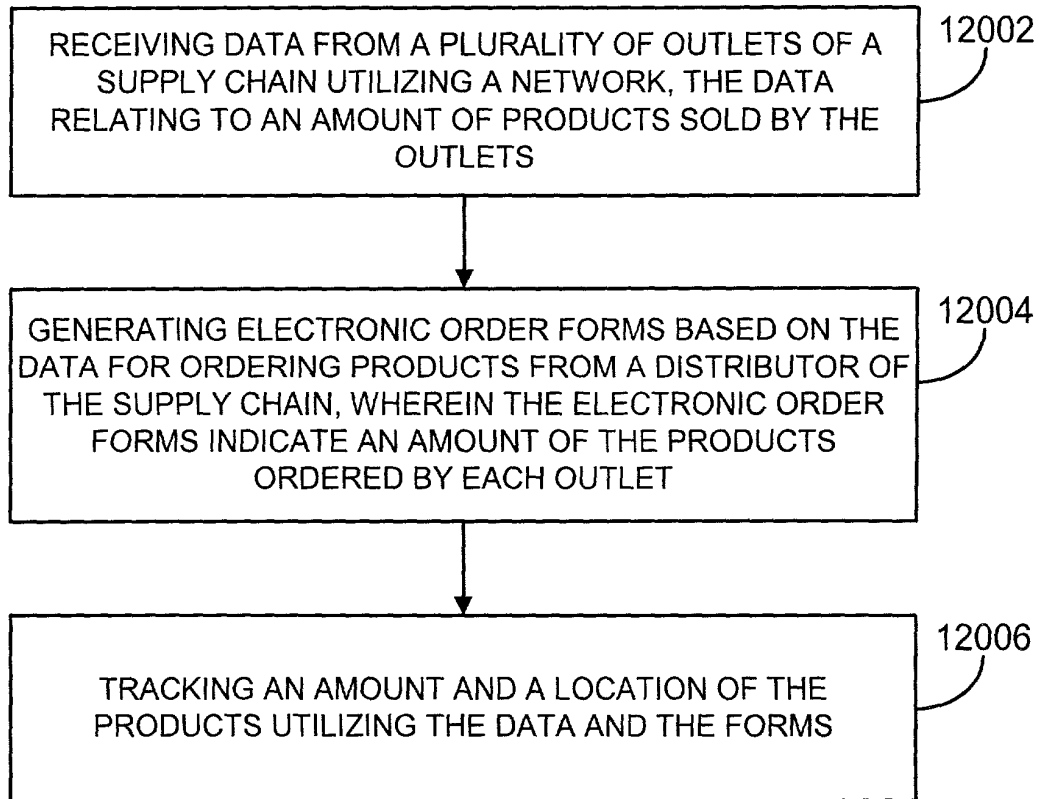 RECEIVING DATA FROM A PLURALITY OF OUTLETS OF A
SUPPLY CHAIN UTILIZING A NETWORK, THE DATA
RELATING TO AN AMOUNT OF PRODUCTS SOLD BY THE
OUTLETS
12002
GENERATING ELECTRONIC ORDER FORMS BASED ON THE
DATA FOR ORDERING PRODUCTS FROM A DISTRIBUTOR OF
THE SUPPLY CHAIN, WHEREIN THE ELECTRONIC ORDER
FORMS INDICATE AN AMOUNT OF THE PRODUCTS
ORDERED BY EACH OUTLET
12004
TRACKING AN AMOUNT AND A LOCATION OF THE
PRODUCTS UTILIZING THE DATA AND THE FORMS
12006